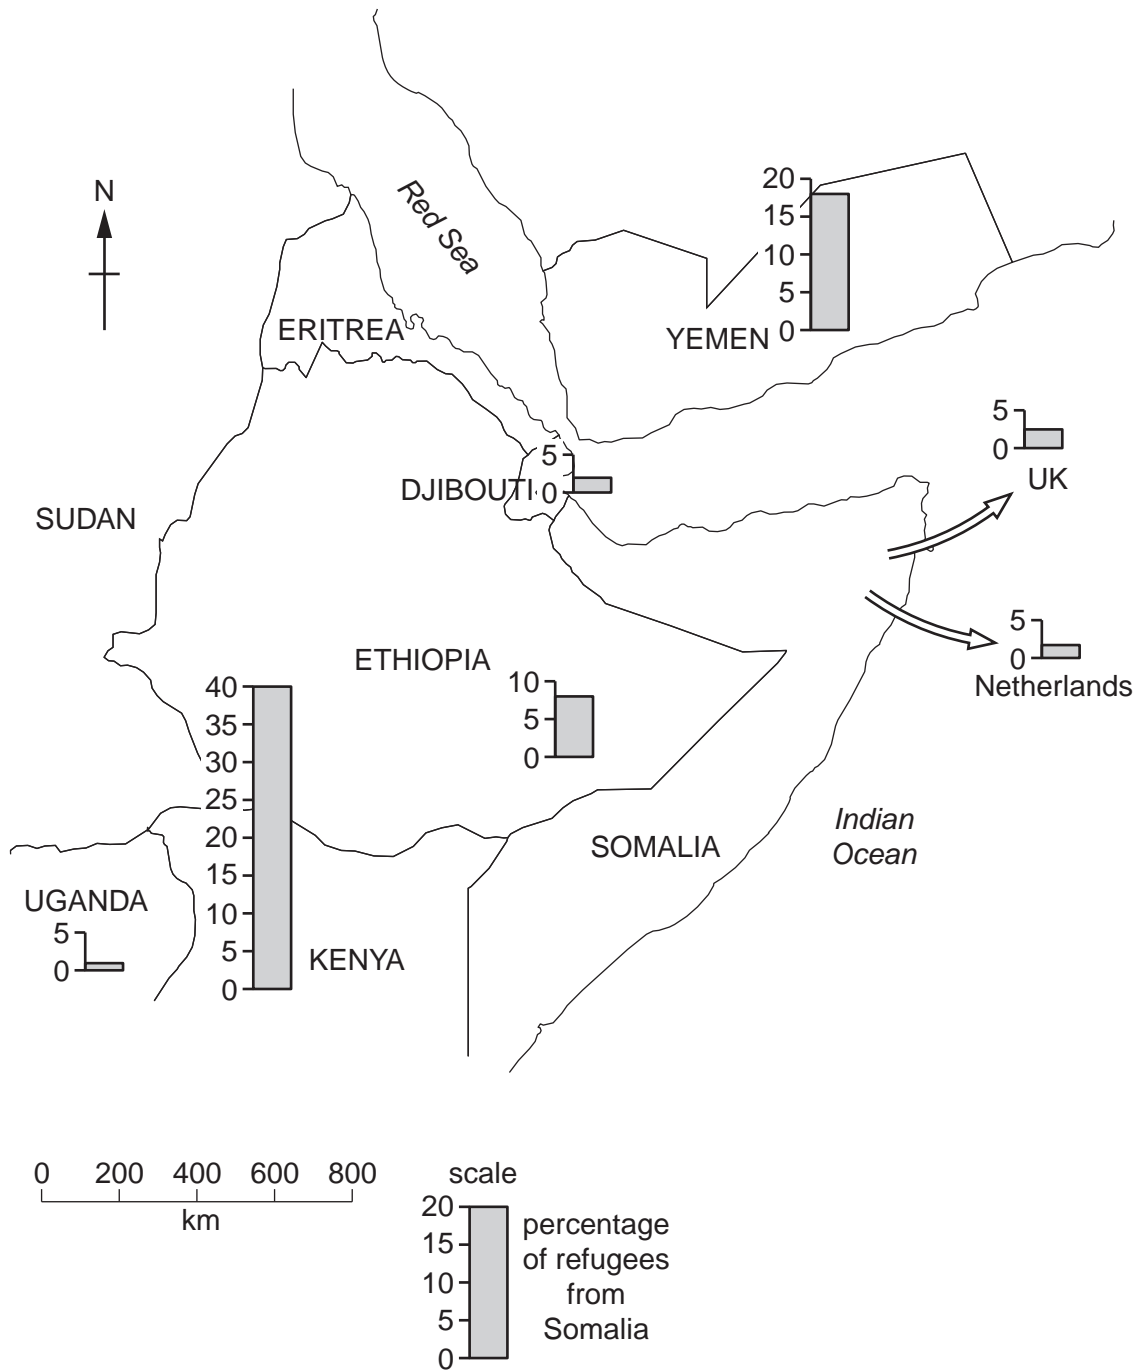 N
Red Sea
ERITREA
20
15
10
5
0
YEMEN
5
0
UK
5
0
DJIBOUTI
SUDAN
5
0
Netherlands
ETHIOPIA
10
5
0
40
35
30
25
20
15
10
5
0
KENYA
SOMALIA
Indian
Ocean
UGANDA
5
0
0 200 400 600 800
km
scale
20
15
10
5
0
percentage
of refugees
from
Somalia